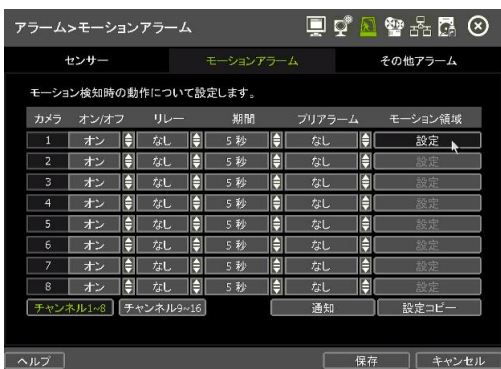 アラーム>モーションアラーム
センサー モーションアラーム その他アラーム
モーション検知時の動作について設定します。
カメラ オン/オフ リレー 期間 プリアラーム モーション領域
1 オン なし 5 秒 なし 設定
2 オン なし 5 秒 なし 設定
3 オン なし 5 秒 なし 設定
4 オン なし 5 秒 なし 設定
5 オン なし 5 秒 なし 設定
6 オン なし 5 秒 なし 設定
7 オン なし 5 秒 なし 設定
8 オン なし 5 秒 なし 設定
チャンネル1~8 チャンネル9~16 通知 設定コピー
ヘルプ 保存 キャンセル